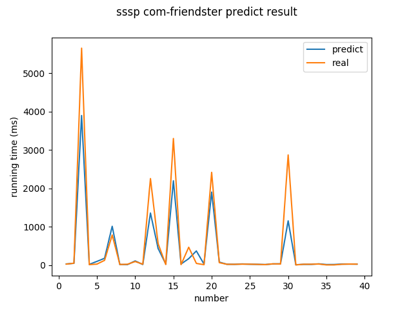 sssp com-friendster predict result
predict
real
running time (ms)
5000
4000
3000
2000
1000
0
0 5 10 15 20 25 30 35 40
number